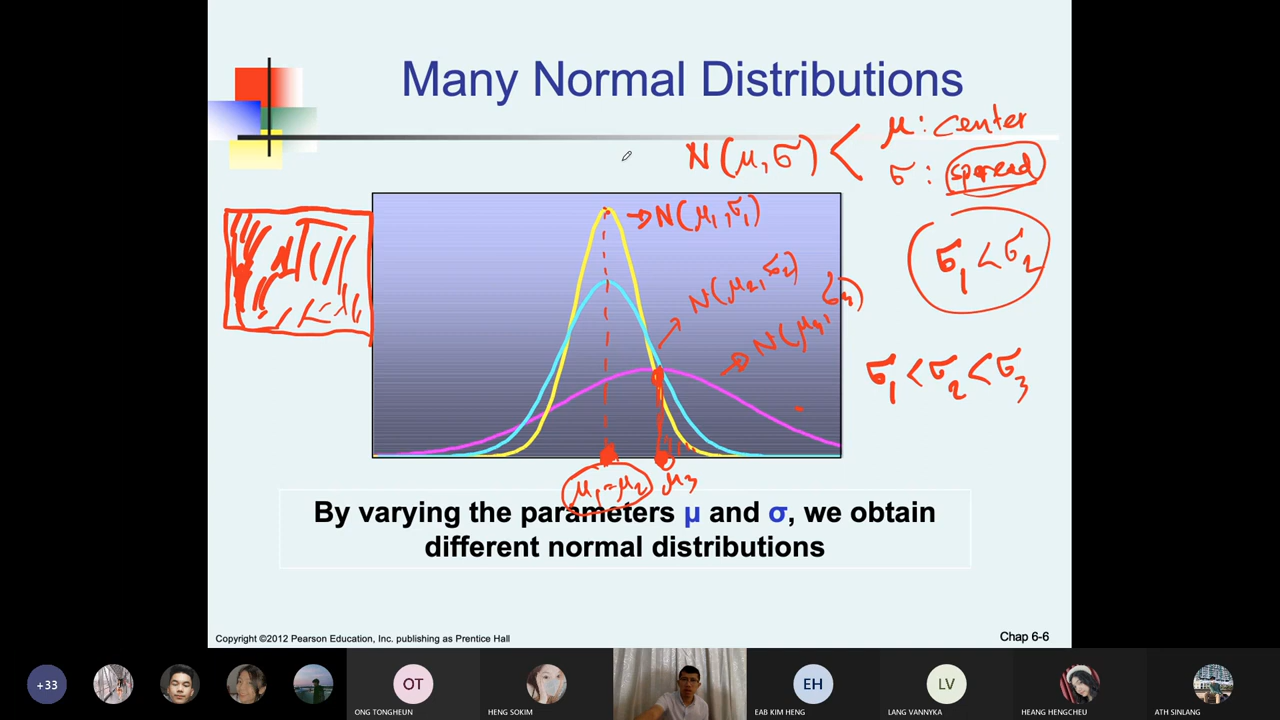 Many Normal Distributions
N(μ, σ) <
μ : center
σ : spread
→ N(μ₁, σ₁)
N(μ₂, σ₂)
N(μ₃, σ₃)
σ₁ < σ₂
σ₁ < σ₂ < σ₃
μ₁ = μ₂
μ₃
By varying the parameters μ and σ, we obtain
different normal distributions
Copyright ©2012 Pearson Education, Inc. publishing as Prentice Hall
Chap 6-6
+33
OT
EH
LV
ONG TONGHEUN
HENG SOKIM
EAB KIM HENG
LANG VANNYKA
HEANG HENGCHEU
ATH SINLANG